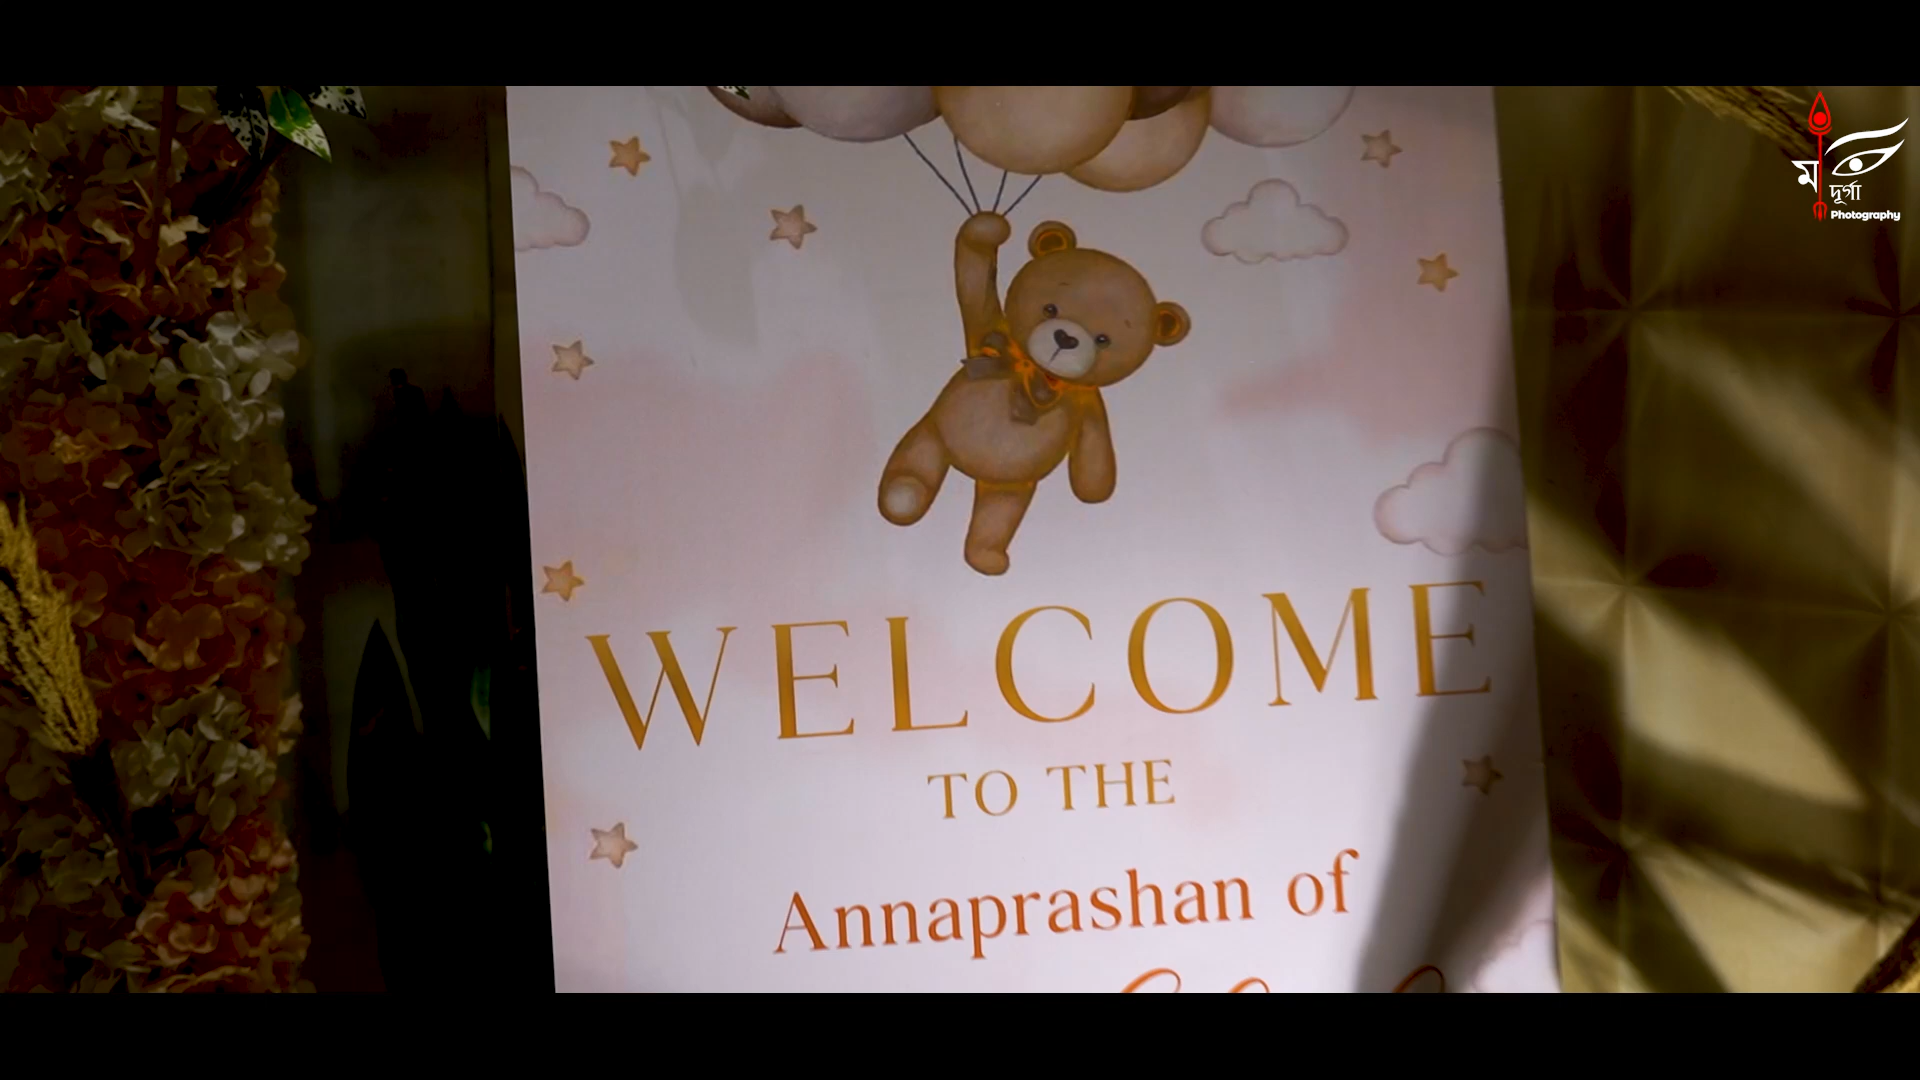 মা
দূর্গা
Photography
WELCOME
TO THE
Annaprashan of